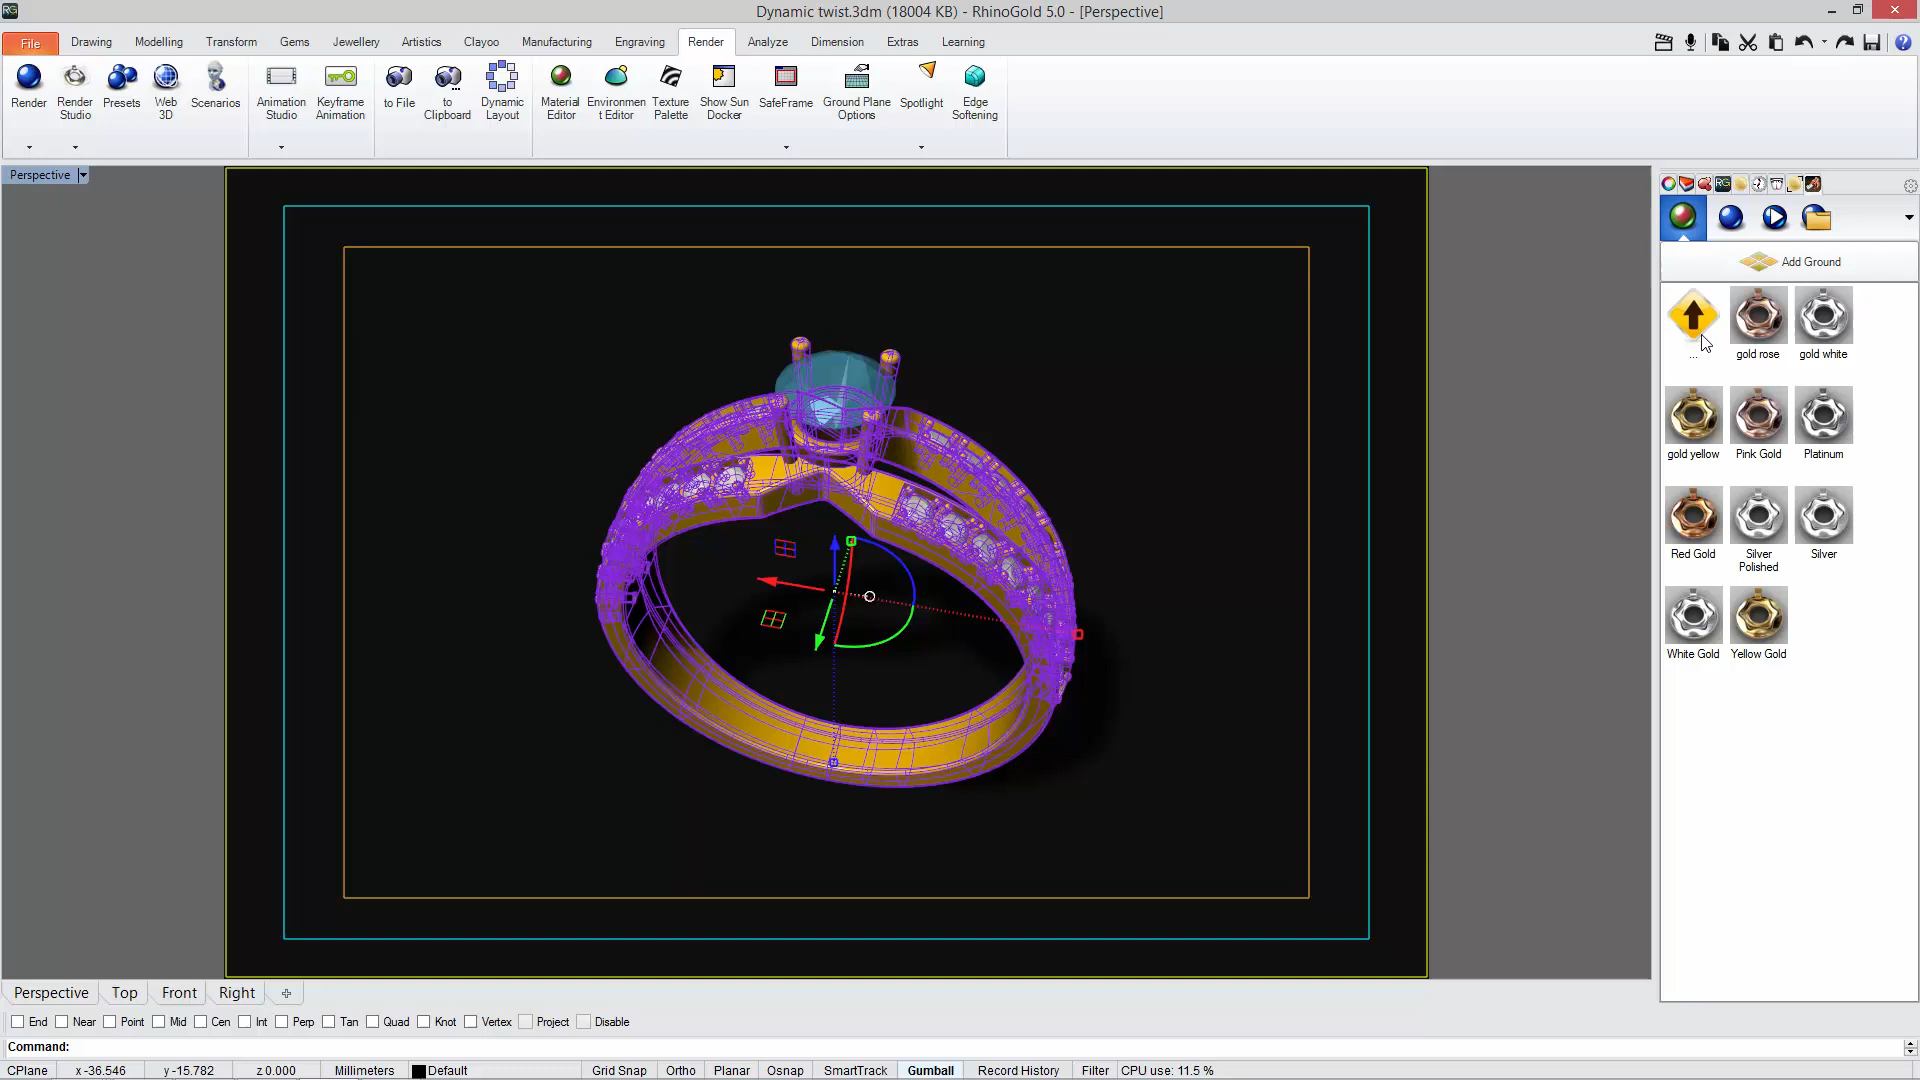 Dynamic twist.3dm (18004 KB) - RhinoGold 5.0 - [Perspective]
File Drawing Modelling Transform Gems Jewellery Artistics Clayoo Manufacturing Engraving Render Analyze Dimension Extras Learning
Render
Render Studio
Presets
Web 3D
Scenarios
Animation Studio
Keyframe Animation
to File
to Clipboard
Dynamic Layout
Material Editor
Environmen t Editor
Texture Palette
Show Sun Docker
SafeFrame
Ground Plane Options
Spotlight
Edge Softening
Perspective
Add Ground
... gold rose gold white
gold yellow Pink Gold Platinum
Red Gold Silver Polished Silver
White Gold Yellow Gold
Perspective Top Front Right
End Near Point Mid Cen Int Perp Tan Quad Knot Vertex Project Disable
Command:
CPlane x -36.546 y -15.782 z 0.000 Millimeters Default Grid Snap Ortho Planar Osnap SmartTrack Gumball Record History Filter CPU use: 11.5 %